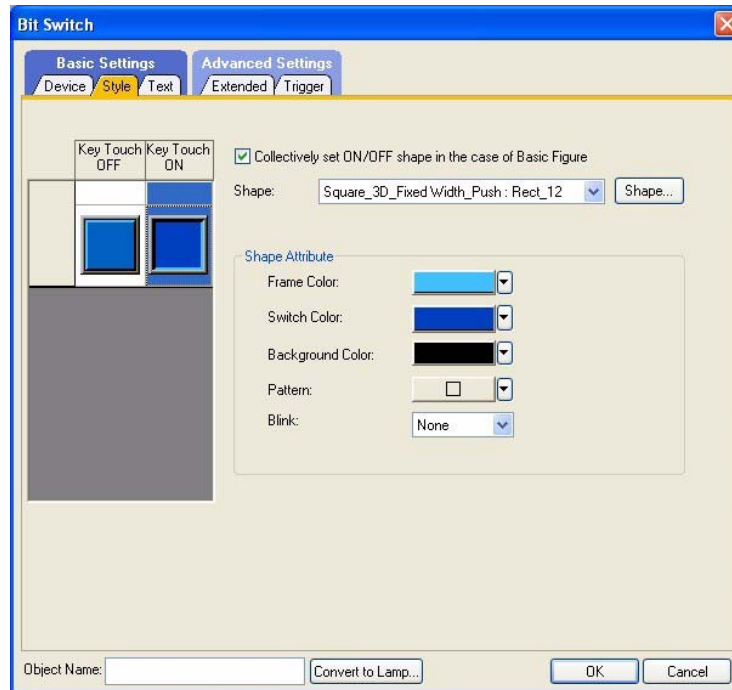 Bit Switch
Basic Settings
Advanced Settings
Device
Style
Text
Extended
Trigger
Key Touch
OFF
Key Touch
ON
Collectively set ON/OFF shape in the case of Basic Figure
Shape:
Square_3D_Fixed Width_Push : Rect_12
Shape...
Shape Attribute
Frame Color:
Switch Color:
Background Color:
Pattern:
Blink:
None
Object Name:
Convert to Lamp...
OK
Cancel